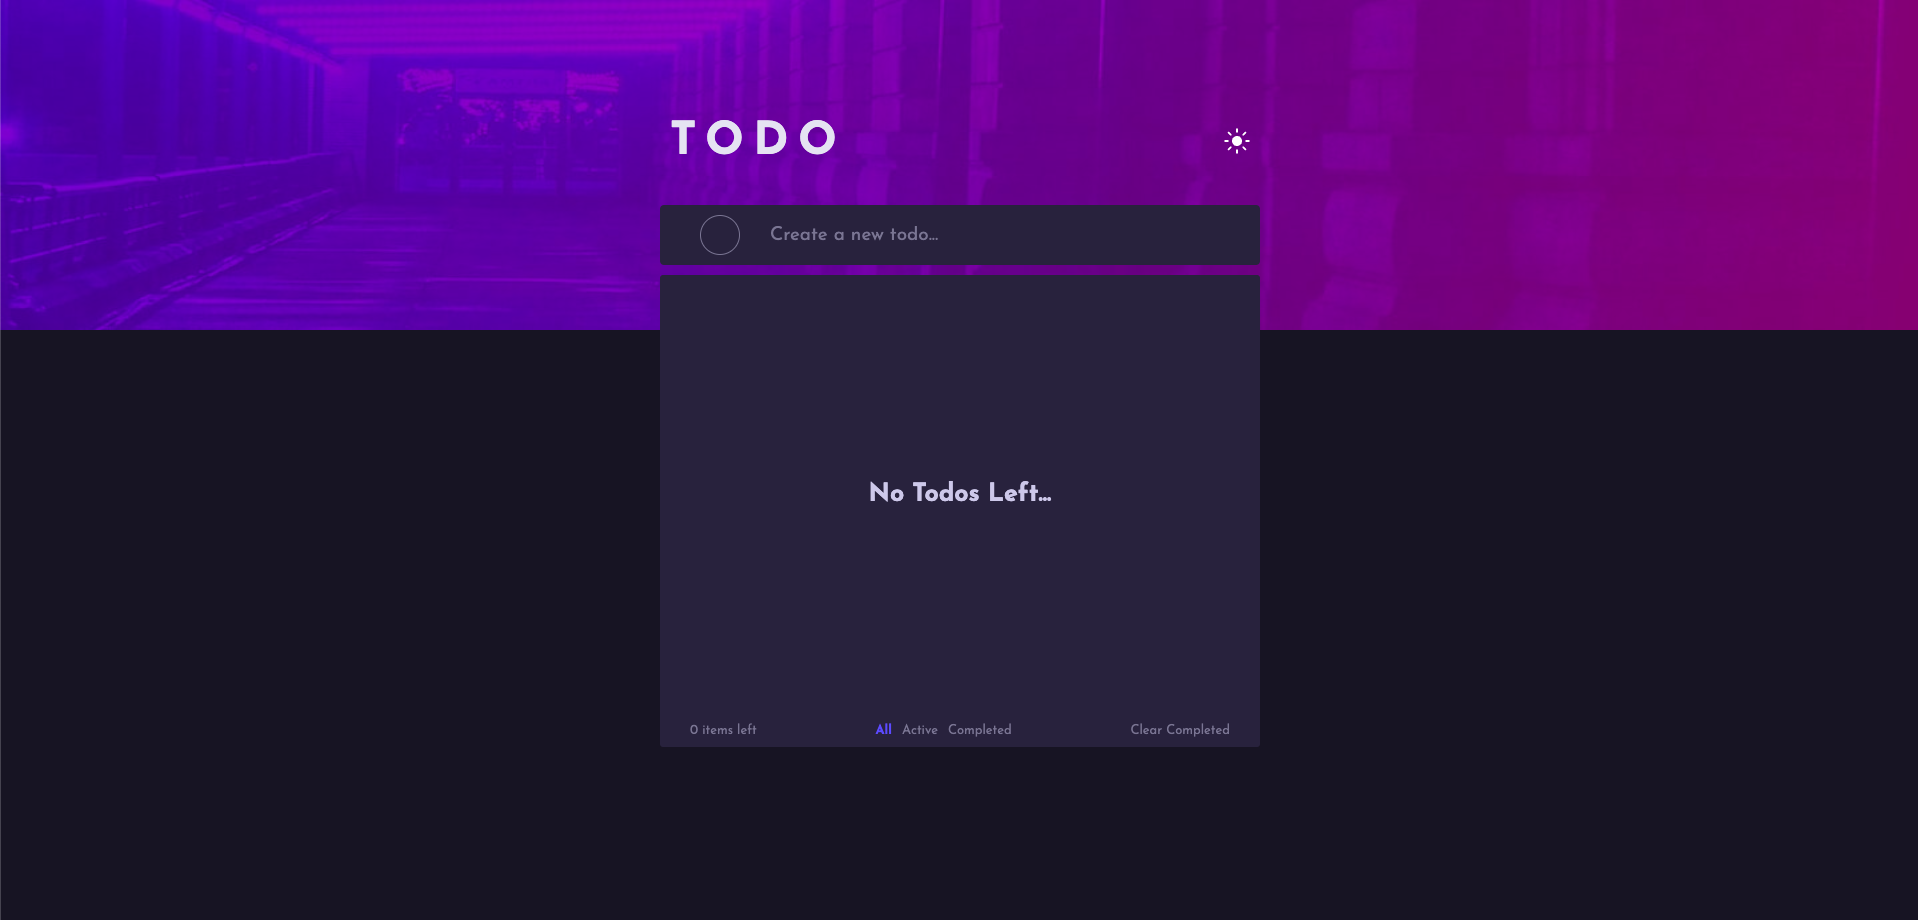 TODO
Create a new todo...
No Todos Left...
0 items left
All Active Completed
Clear Completed